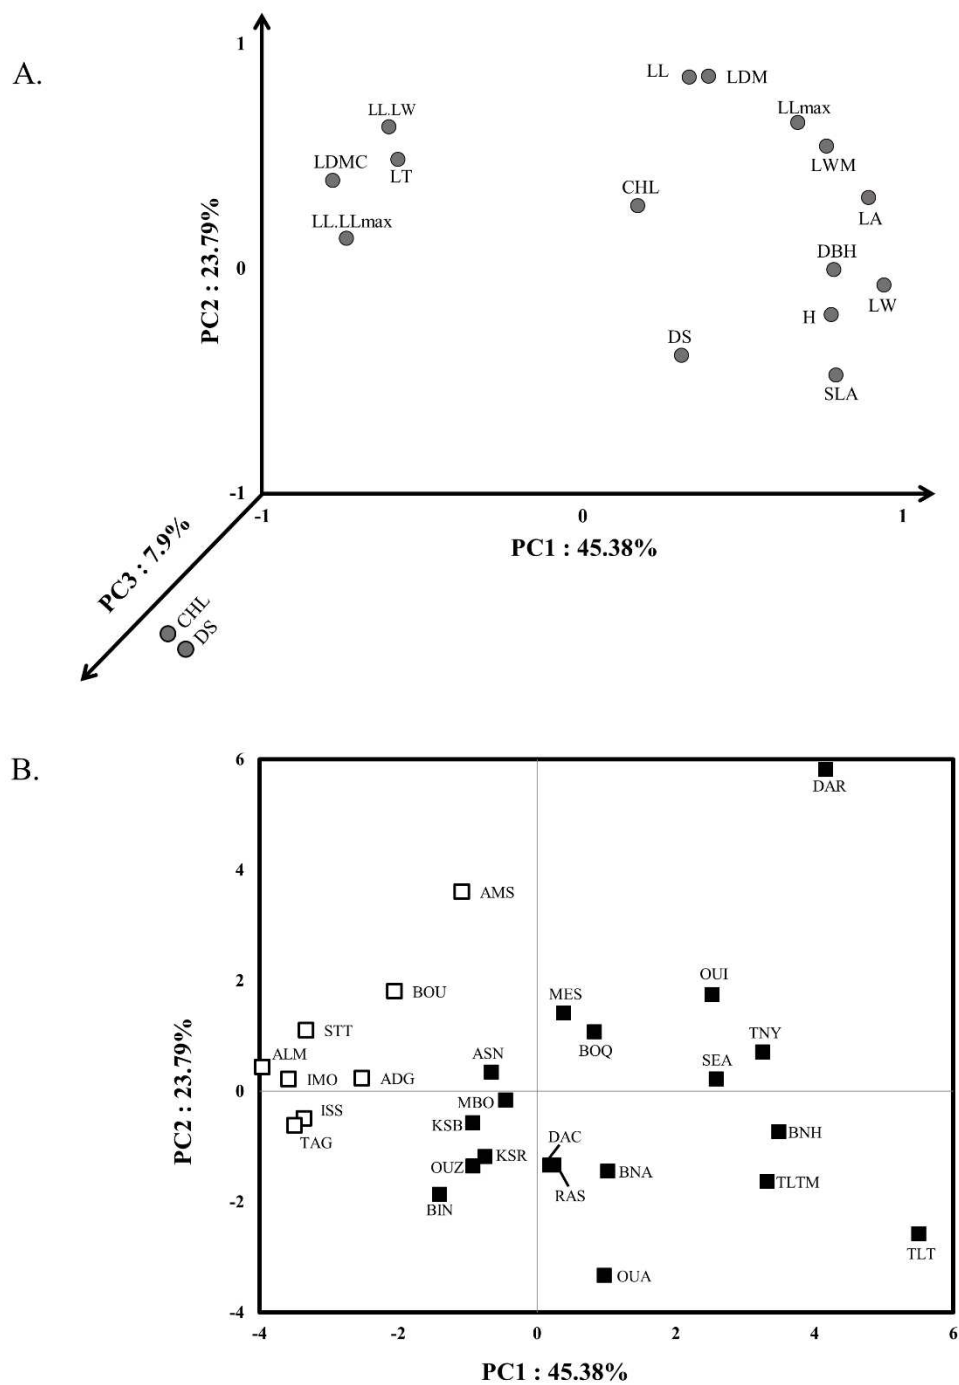 A.
1
LL
LDM
LLmax
LL.LW
LWM
LDMC
LT
CHL
LA
LL.LLmax
DBH
0
LW
H
DS
SLA
PC2 : 23.79%
-1
-1
0
1
PC1 : 45.38%
PC3 : 7.9%
CHL
DS
B.
6
DAR
4
AMS
OUI
2
BOU
MES
STT
TNY
BOQ
ALM
ASN
SEA
IMO
ADG
0
MBO
ISS
KSB
BNH
TAG
DAC
KSR
OUZ
BNA
TLTM
RAS
-2
BIN
TLT
OUA
PC2 : 23.79%
-4
-4
-2
0
2
4
6
PC1 : 45.38%